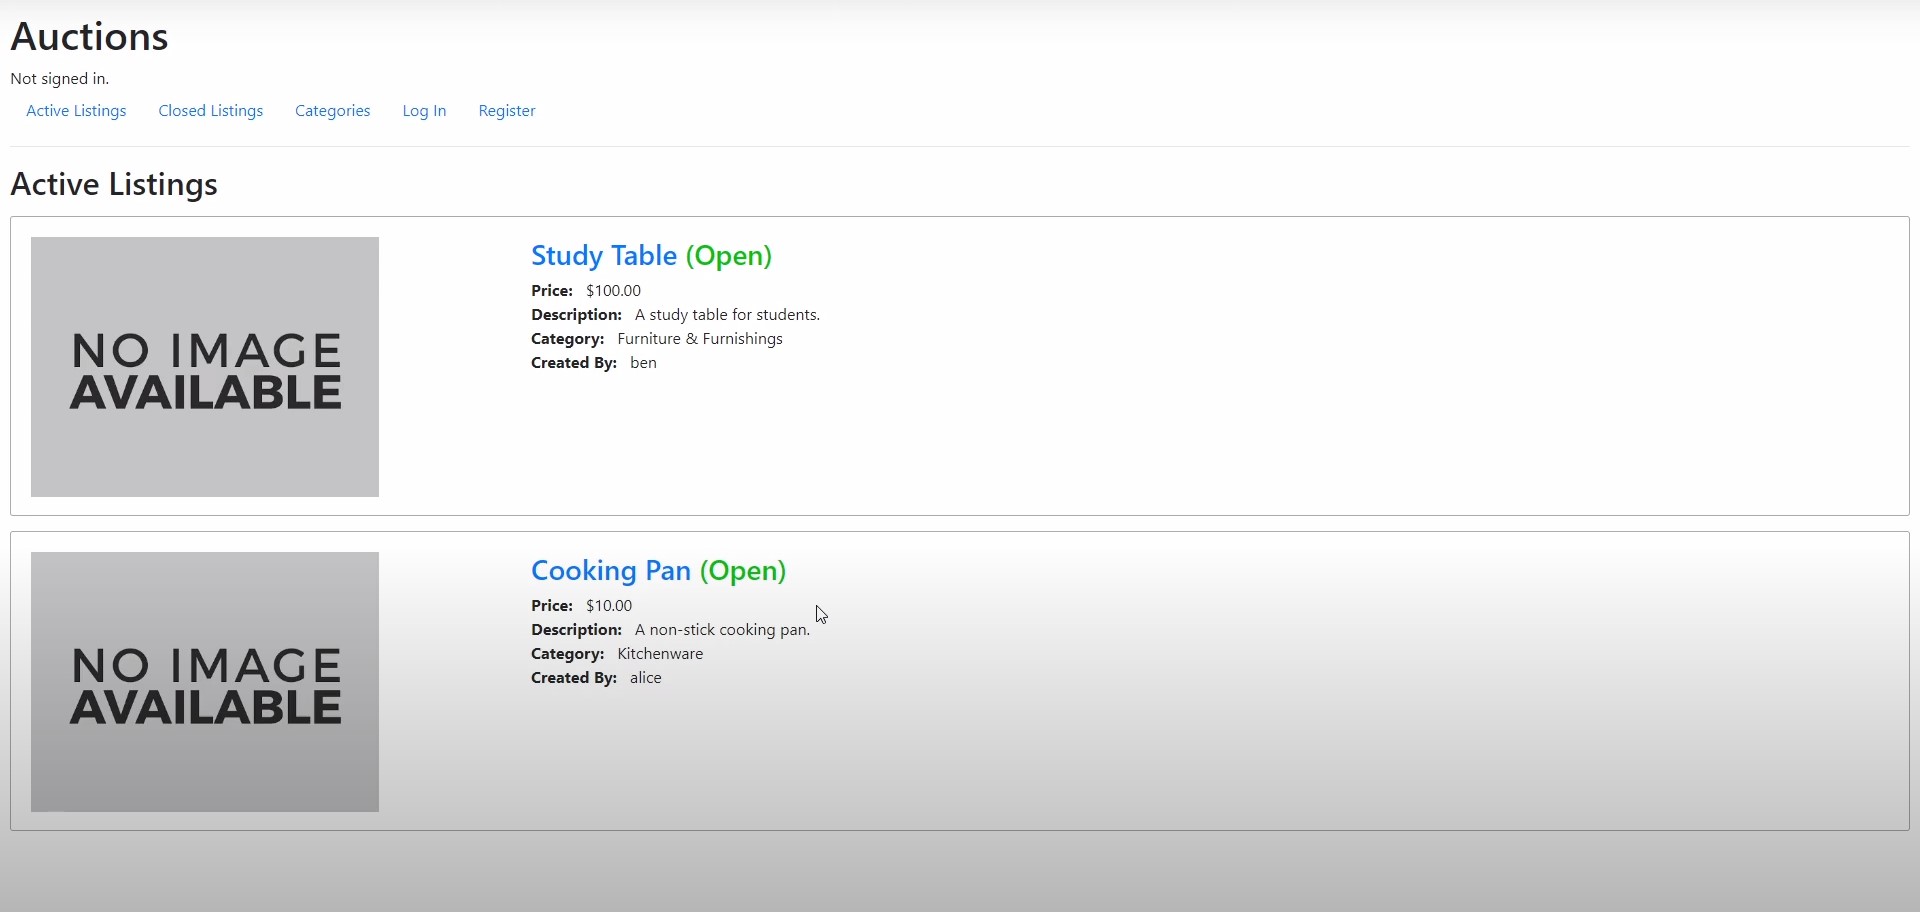 Auctions
Not signed in.
Active Listings Closed Listings Categories Log In Register
Active Listings
NO IMAGE
AVAILABLE
Study Table (Open)
Price: $100.00
Description: A study table for students.
Category: Furniture & Furnishings
Created By: ben
NO IMAGE
AVAILABLE
Cooking Pan (Open)
Price: $10.00
Description: A non-stick cooking pan.
Category: Kitchenware
Created By: alice